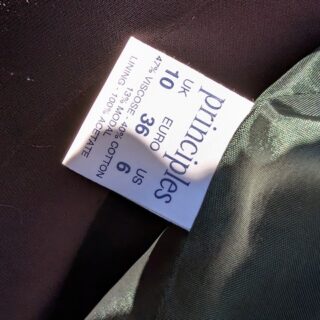 principles
UK EURO US
10 36 6
47% VISCOSE 40% COTTON
13% MODAL
LINING - 100% ACETATE